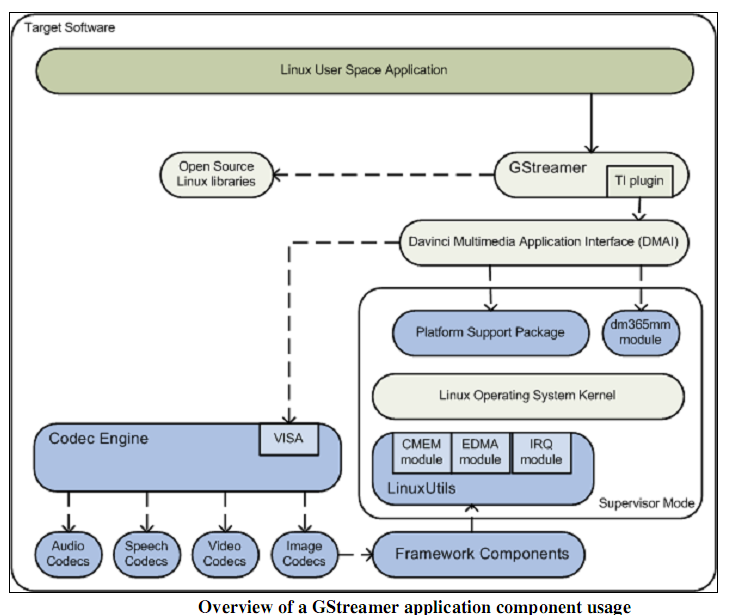 Target Software
Linux User Space Application
Open Source
Linux libraries
GStreamer
TI plugin
Davinci Multimedia Application Interface (DMAI)
Platform Support Package
dm365mm
module
Linux Operating System Kernel
Codec Engine
VISA
CMEM
module
EDMA
module
IRQ
module
LinuxUtils
Supervisor Mode
Audio
Codecs
Speech
Codecs
Video
Codecs
Image
Codecs
Framework Components
Overview of a GStreamer application component usage